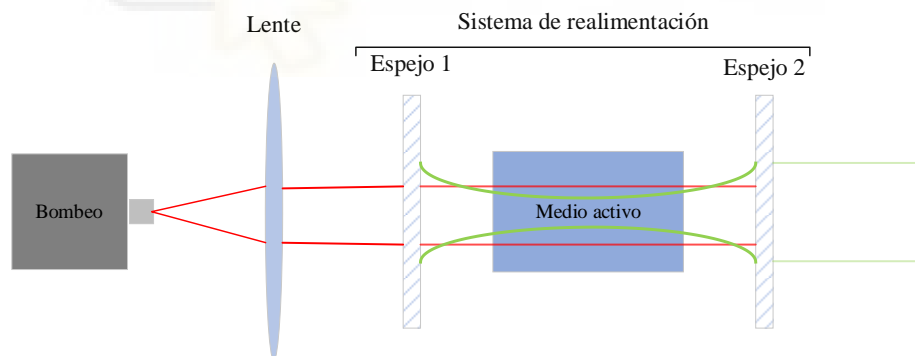 Lente
Sistema de realimentación
Espejo 1
Espejo 2
Bombeo
Medio activo